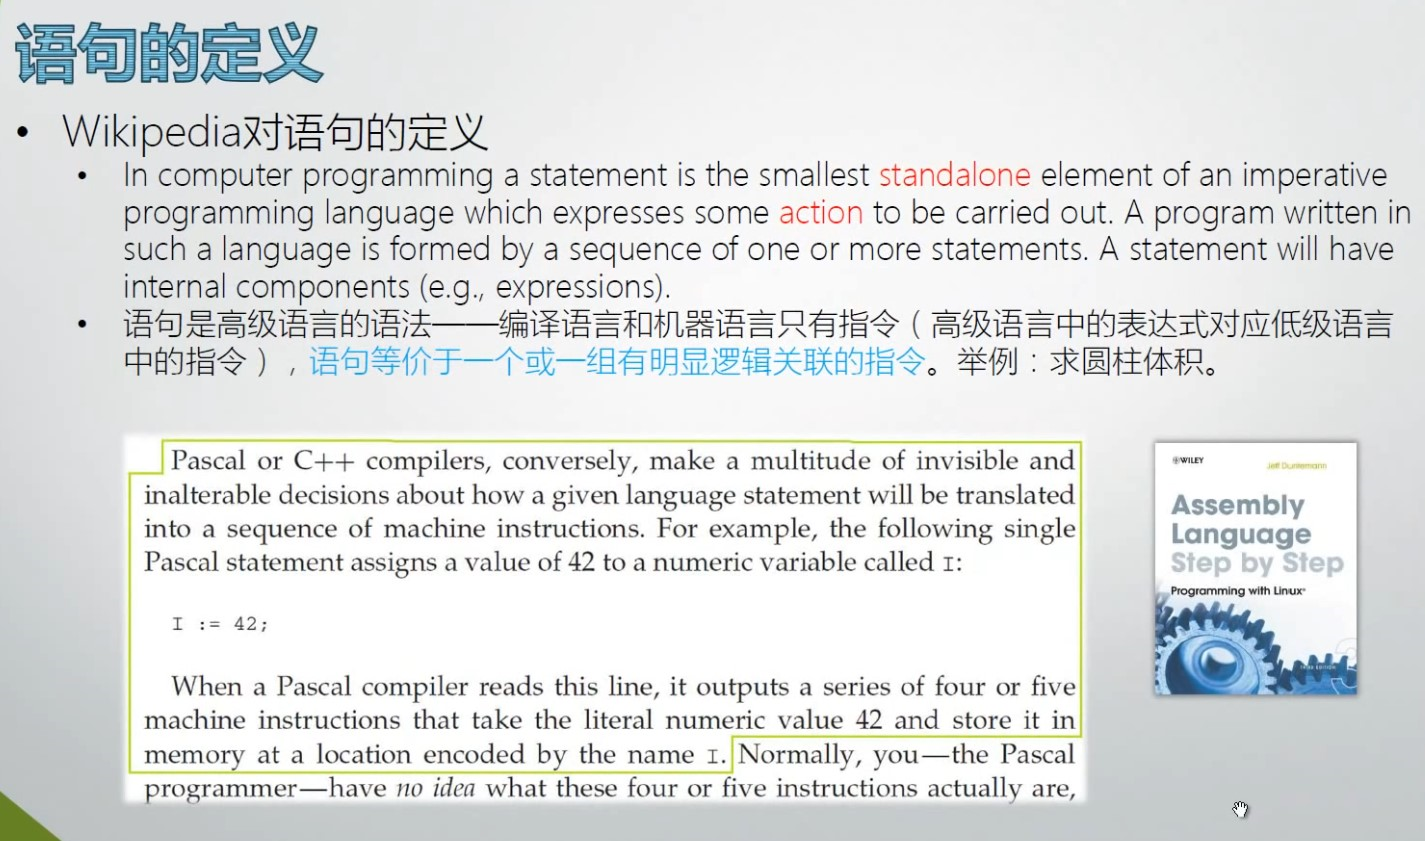 语句的定义
• Wikipedia对语句的定义
• In computer programming a statement is the smallest standalone element of an imperative
programming language which expresses some action to be carried out. A program written in
such a language is formed by a sequence of one or more statements. A statement will have
internal components (e.g., expressions).
• 语句是高级语言的语法——编译语言和机器语言只有指令（高级语言中的表达式对应低级语言
中的指令），语句等价于一个或一组有明显逻辑关联的指令。举例：求圆柱体积。
Pascal or C++ compilers, conversely, make a multitude of invisible and
inalterable decisions about how a given language statement will be translated
into a sequence of machine instructions. For example, the following single
Pascal statement assigns a value of 42 to a numeric variable called I:
I := 42;
When a Pascal compiler reads this line, it outputs a series of four or five
machine instructions that take the literal numeric value 42 and store it in
memory at a location encoded by the name I. Normally, you—the Pascal
programmer—have no idea what these four or five instructions actually are,
WILEY
Jeff Duntemann
Assembly
Language
Step by Step
Programming with Linux®
THIRD EDITION
3